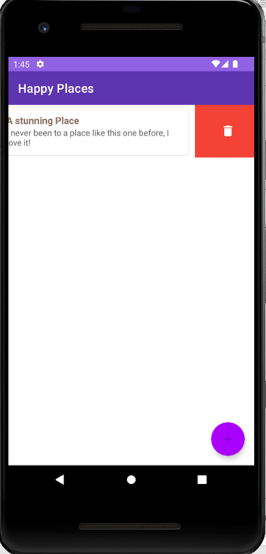 1:45
Happy Places
A stunning Place
I never been to a place like this one before, I
ove it!